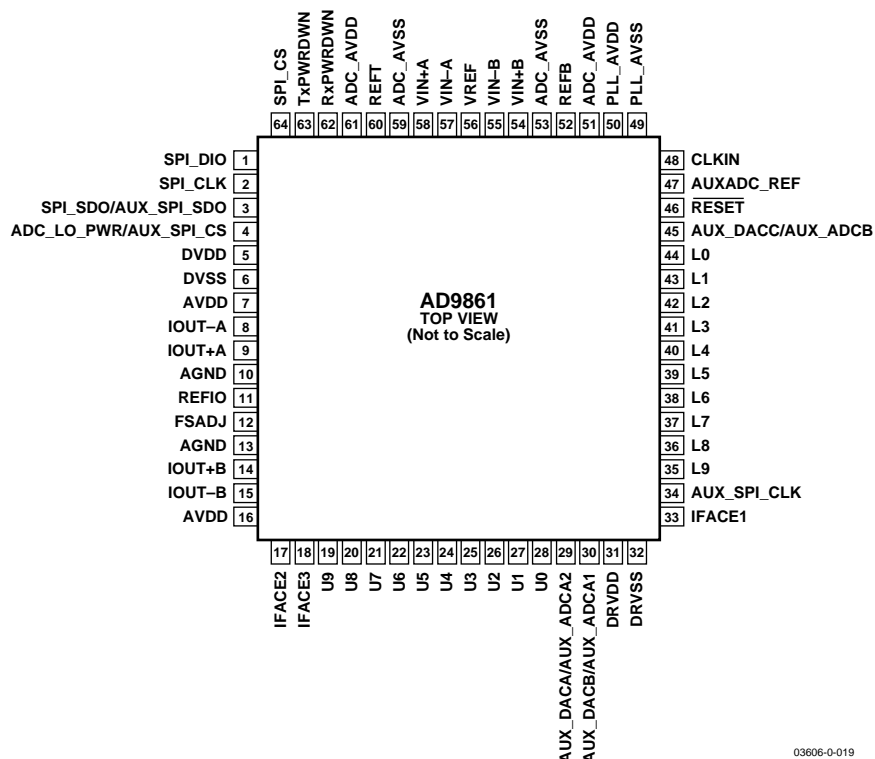 SPI_CS
TxPWRDWN
RxPWRDWN
ADC_AVDD
REFT
ADC_AVSS
VIN+A
VIN–A
VREF
VIN–B
VIN+B
ADC_AVSS
REFB
ADC_AVDD
PLL_AVDD
PLL_AVSS
64 63 62 61 60 59 58 57 56 55 54 53 52 51 50 49
SPI_DIO 1
SPI_CLK 2
SPI_SDO/AUX_SPI_SDO 3
ADC_LO_PWR/AUX_SPI_CS 4
DVDD 5
DVSS 6
AVDD 7
IOUT–A 8
IOUT+A 9
AGND 10
REFIO 11
FSADJ 12
AGND 13
IOUT+B 14
IOUT–B 15
AVDD 16
AD9861
TOP VIEW
(Not to Scale)
48 CLKIN
47 AUXADC_REF
46 RESET
45 AUX_DACC/AUX_ADCB
44 L0
43 L1
42 L2
41 L3
40 L4
39 L5
38 L6
37 L7
36 L8
35 L9
34 AUX_SPI_CLK
33 IFACE1
17 18 19 20 21 22 23 24 25 26 27 28 29 30 31 32
IFACE2
IFACE3
U9
U8
U7
U6
U5
U4
U3
U2
U1
U0
AUX_DACA/AUX_ADCA2
AUX_DACB/AUX_ADCA1
DRVDD
DRVSS
03606-0-019